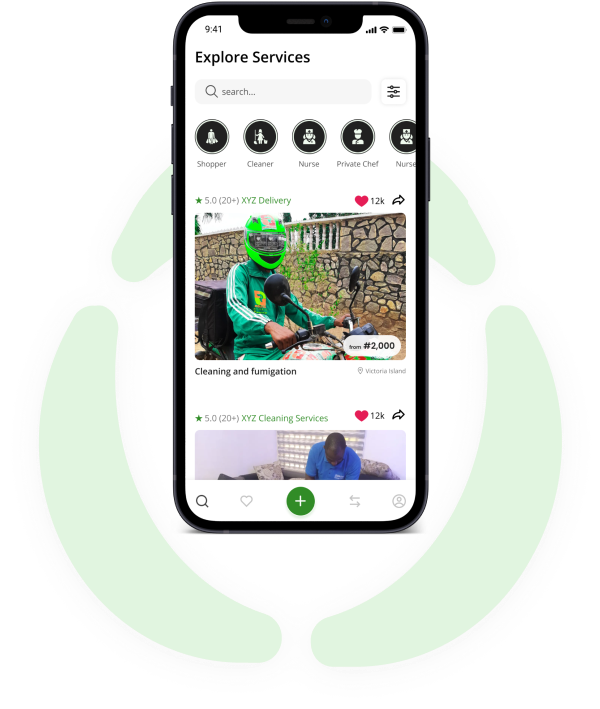 9:41
Explore Services
search...
Shopper Cleaner Nurse Private Chef Nurse
★ 5.0 (20+) XYZ Delivery 12k
from ₦2,000
Cleaning and fumigation Victoria Island
★ 5.0 (20+) XYZ Cleaning Services 12k